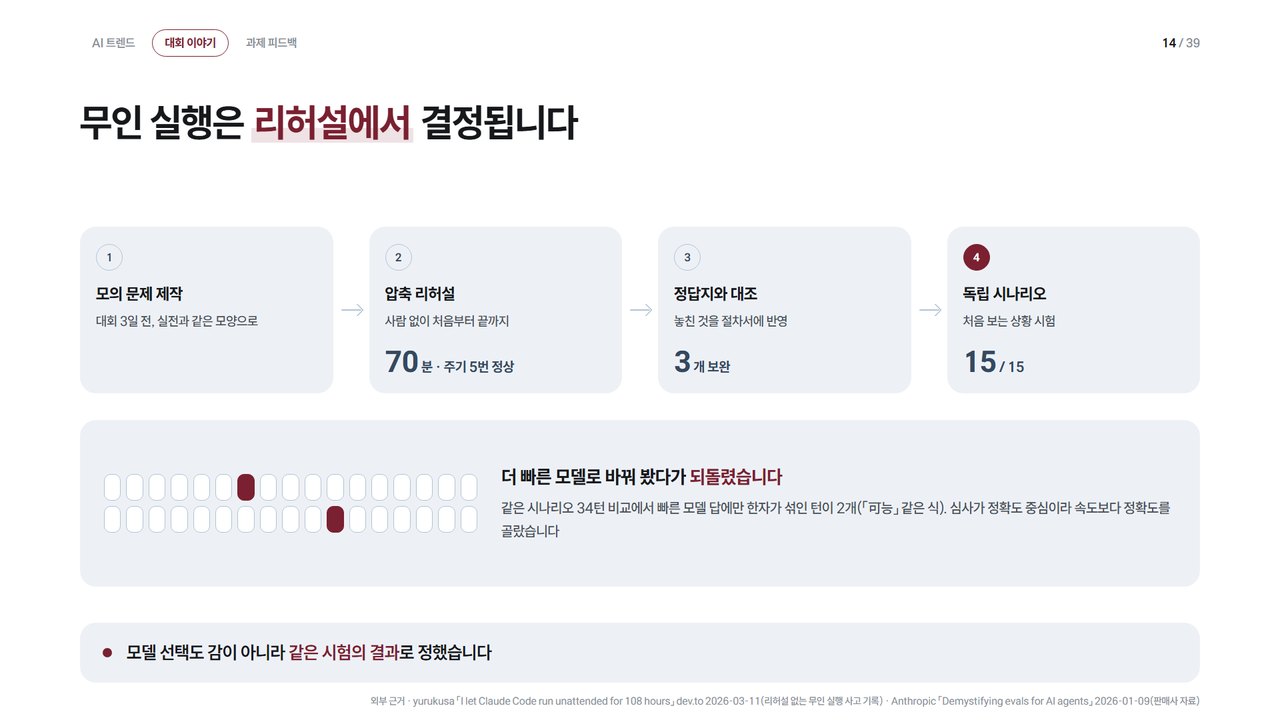 AI 트렌드 대회 이야기 과제 피드백
14 / 39
무인 실행은 리허설에서 결정됩니다
1
모의 문제 제작
대회 3일 전, 실전과 같은 모양으로
2
압축 리허설
사람 없이 처음부터 끝까지
70분 · 주기 5번 정상
3
정답지와 대조
놓친 것을 절차서에 반영
3개 보완
4
독립 시나리오
처음 보는 상황 시험
15 / 15
더 빠른 모델로 바꿔 봤다가 되돌렸습니다
같은 시나리오 34턴 비교에서 빠른 모델 답에만 한자가 섞인 턴이 2개(「可能」 같은 식). 심사가 정확도 중심이라 속도보다 정확도를
골랐습니다
모델 선택도 감이 아니라 같은 시험의 결과로 정했습니다
외부 근거 · yurukusa 「I let Claude Code run unattended for 108 hours」 dev.to 2026-03-11(리허설 없는 무인 실행 사고 기록) · Anthropic 「Demystifying evals for AI agents」 2026-01-09(판매사 자료)